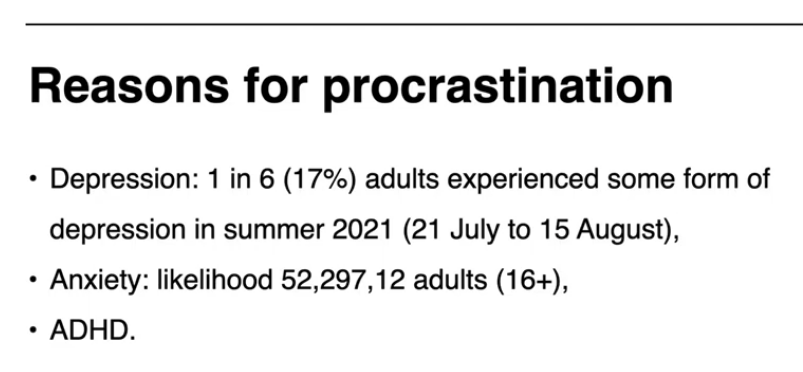 Reasons for procrastination
• Depression: 1 in 6 (17%) adults experienced some form of
depression in summer 2021 (21 July to 15 August),
• Anxiety: likelihood 52,297,12 adults (16+),
• ADHD.